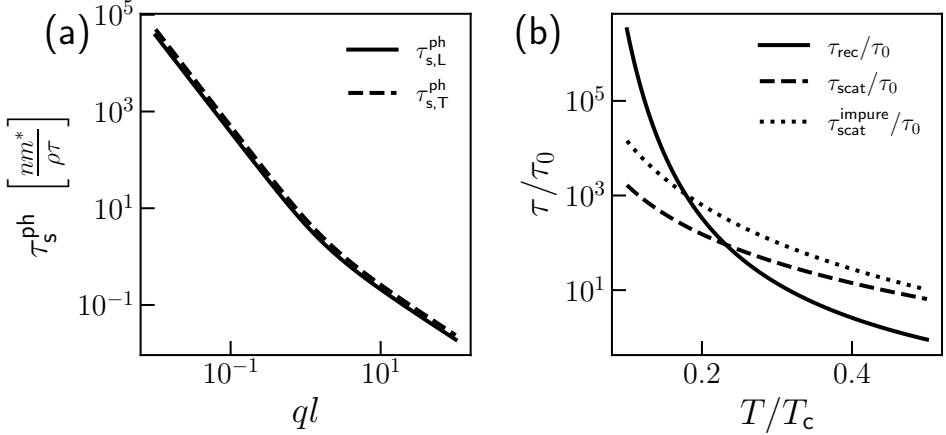 (a)
τ_s^ph [nm*/ρτ]
10^5
10^3
10^1
10^−1
τ_{s,L}^ph
τ_{s,T}^ph
10^−1
10^1
ql
(b)
τ/τ_0
10^5
10^3
10^1
τ_rec/τ_0
τ_scat/τ_0
τ_scat^impure/τ_0
0.2
0.4
T/T_c